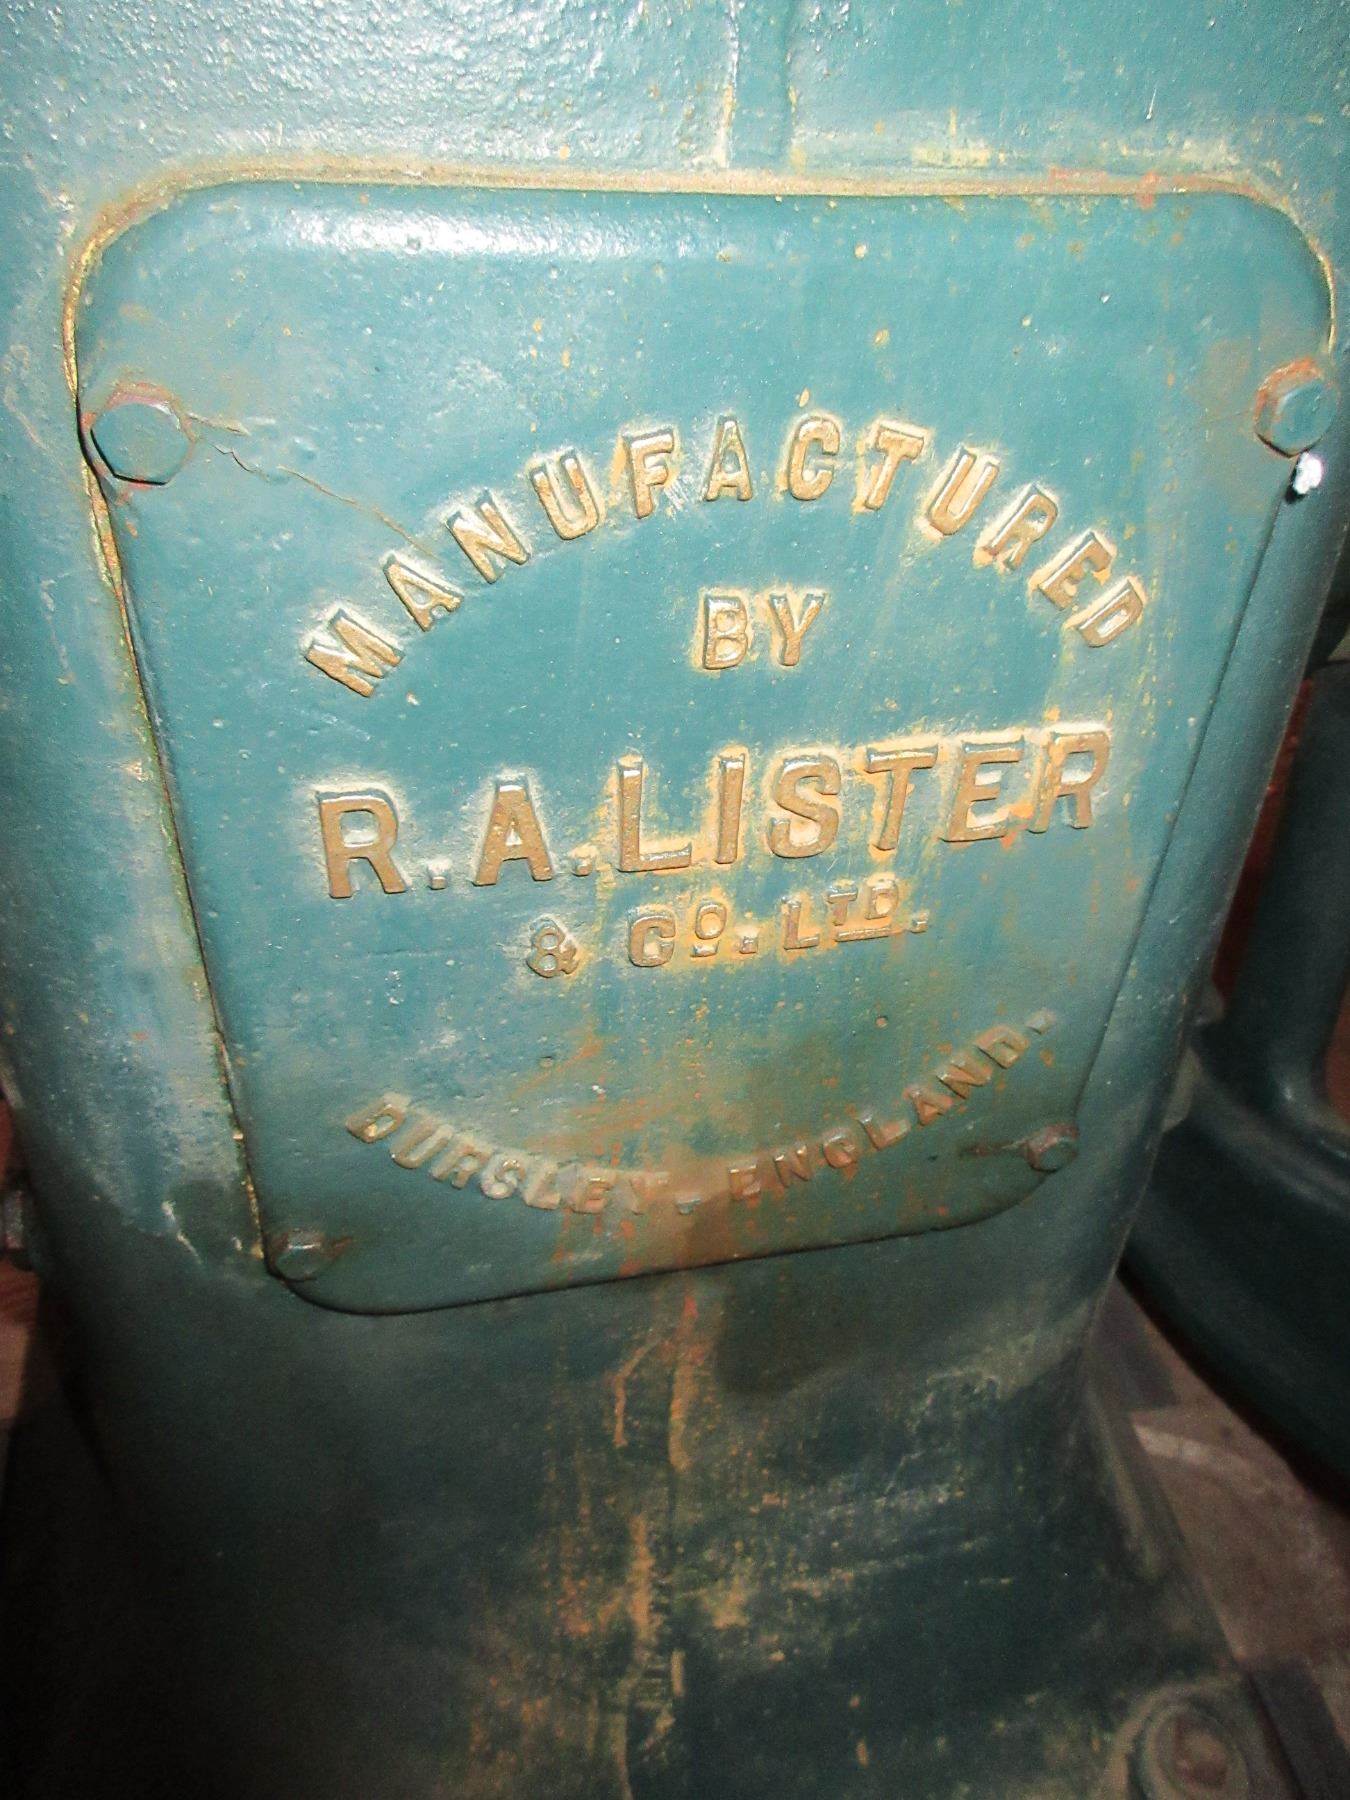 MANUFACTURED
BY
R.A.LISTER
& Cº. LTD.
DURSLEY. ENGLAND.